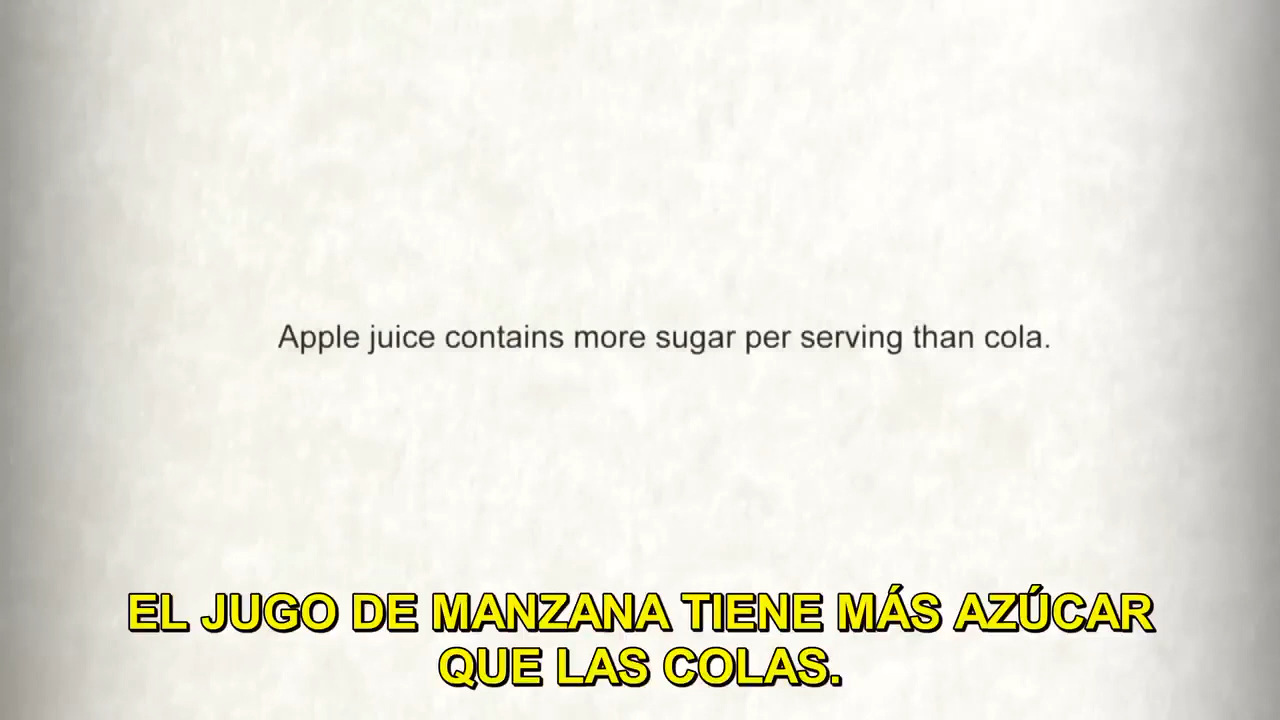 Apple juice contains more sugar per serving than cola.
EL JUGO DE MANZANA TIENE MÁS AZÚCAR
QUE LAS COLAS.